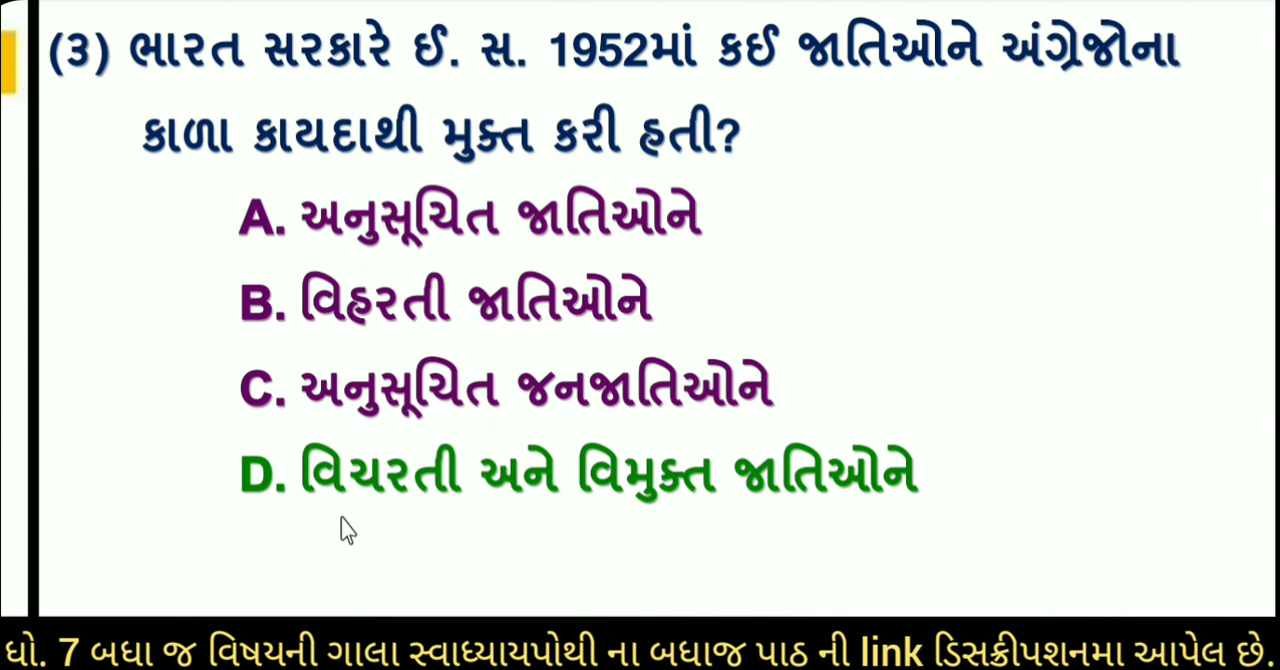 (૩) ભારત સરકારે ઈ. સ. 1952માં કઈ જાતિઓને અંગ્રેજોના
કાળા કાયદાથી મુક્ત કરી હતી?
A. અનુસૂચિત જાતિઓને
B. વિહરતી જાતિઓને
C. અનુસૂચિત જનજાતિઓને
D. વિચરતી અને વિમુક્ત જાતિઓને
ધો. 7 બધા જ વિષયની ગાલા સ્વાધ્યાયપોથી ના બધાજ પાઠ ની link ડિસક્રીપશનમા આપેલ છે.